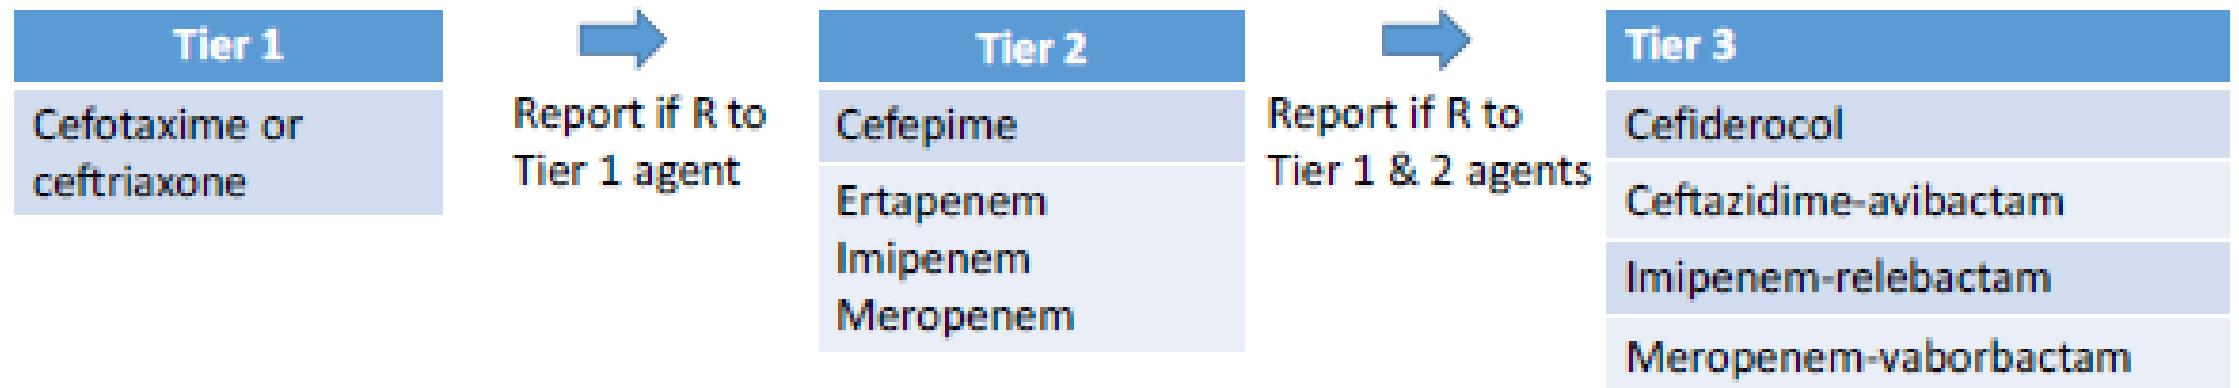 Tier 1
Cefotaxime or
ceftriaxone
Report if R to
Tier 1 agent
Tier 2
Cefepime
Ertapenem
Imipenem
Meropenem
Report if R to
Tier 1 & 2 agents
Tier 3
Cefiderocol
Ceftazidime-avibactam
Imipenem-relebactam
Meropenem-vaborbactam